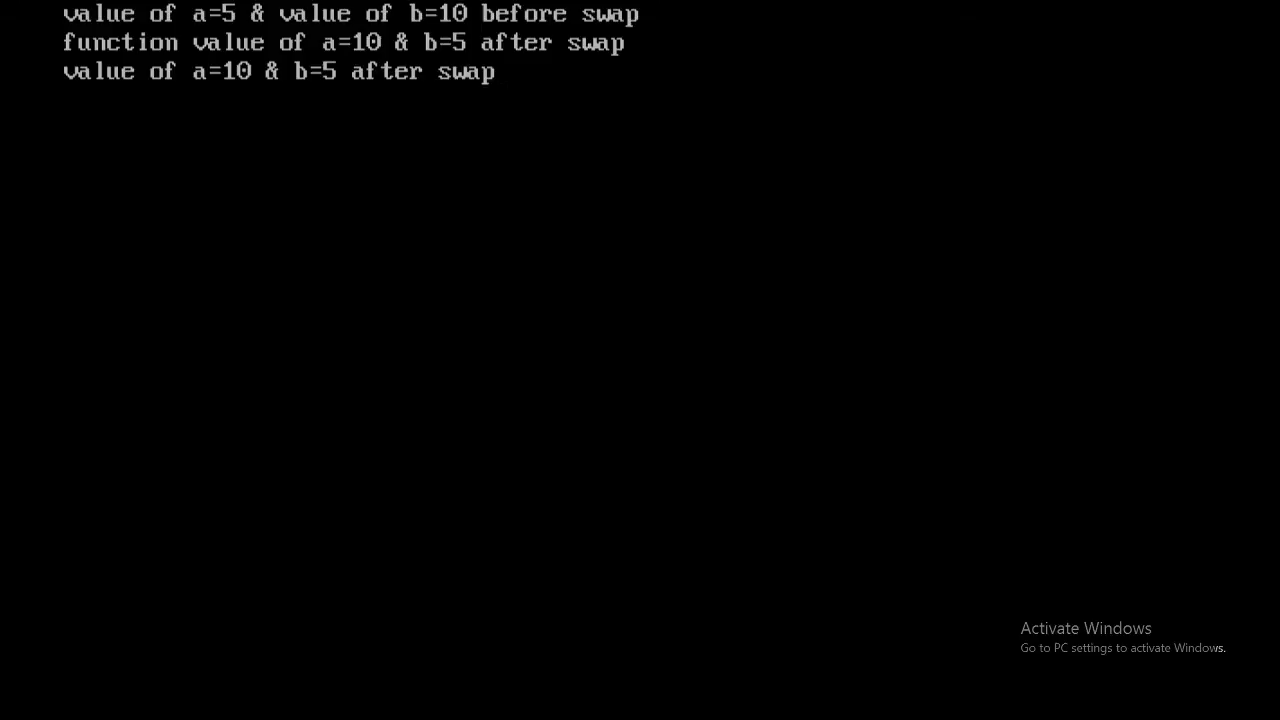 value of a=5 & value of b=10 before swap
function value of a=10 & b=5 after swap
value of a=10 & b=5 after swap
Activate Windows
Go to PC settings to activate Windows.